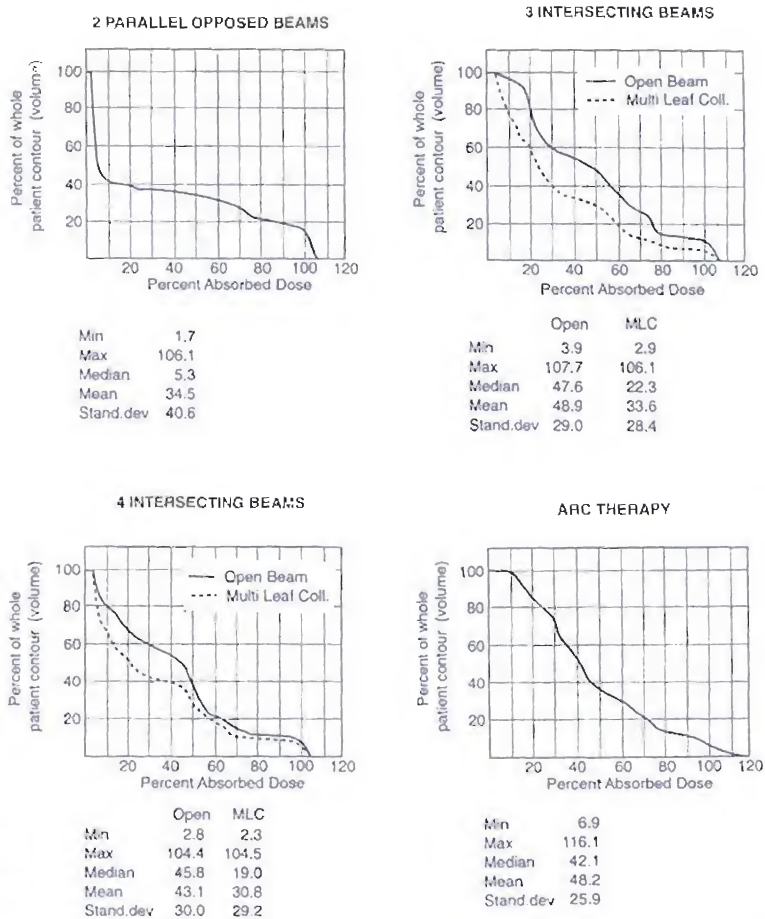 2 PARALLEL OPPOSED BEAMS
Percent of whole
patient contour (volume)
100
80
60
40
20
20 40 60 80 100 120
Percent Absorbed Dose
Min 1.7
Max 106.1
Median 5.3
Mean 34.5
Stand.dev 40.6
3 INTERSECTING BEAMS
Percent of whole
patient contour (volume)
100
80
60
40
20
Open Beam
Multi Leaf Coll.
20 40 60 80 100 120
Percent Absorbed Dose
Open MLC
Min 3.9 2.9
Max 107.7 106.1
Median 47.6 22.3
Mean 48.9 33.6
Stand.dev 29.0 28.4
4 INTERSECTING BEAMS
Percent of whole
patient contour (volume)
100
80
60
40
20
Open Beam
Multi Leaf Coll.
20 40 60 80 100 120
Percent Absorbed Dose
Open MLC
Min 2.8 2.3
Max 104.4 104.5
Median 45.8 19.0
Mean 43.1 30.8
Stand.dev 30.0 29.2
ARC THERAPY
Percent of whole
patient contour (volume)
100
80
60
40
20
20 40 60 80 100 120
Percent Absorbed Dose
Min 6.9
Max 116.1
Median 42.1
Mean 48.2
Stand.dev 25.9